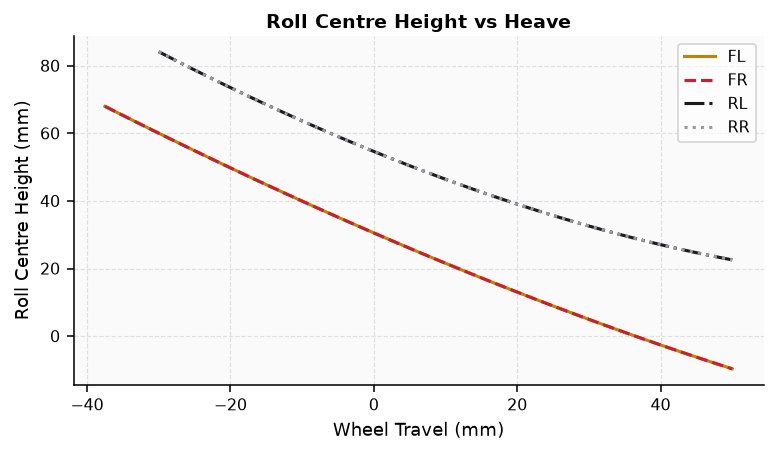 Roll Centre Height vs Heave
FL
FR
RL
RR
80
60
40
20
0
Roll Centre Height (mm)
−40
−20
0
20
40
Wheel Travel (mm)